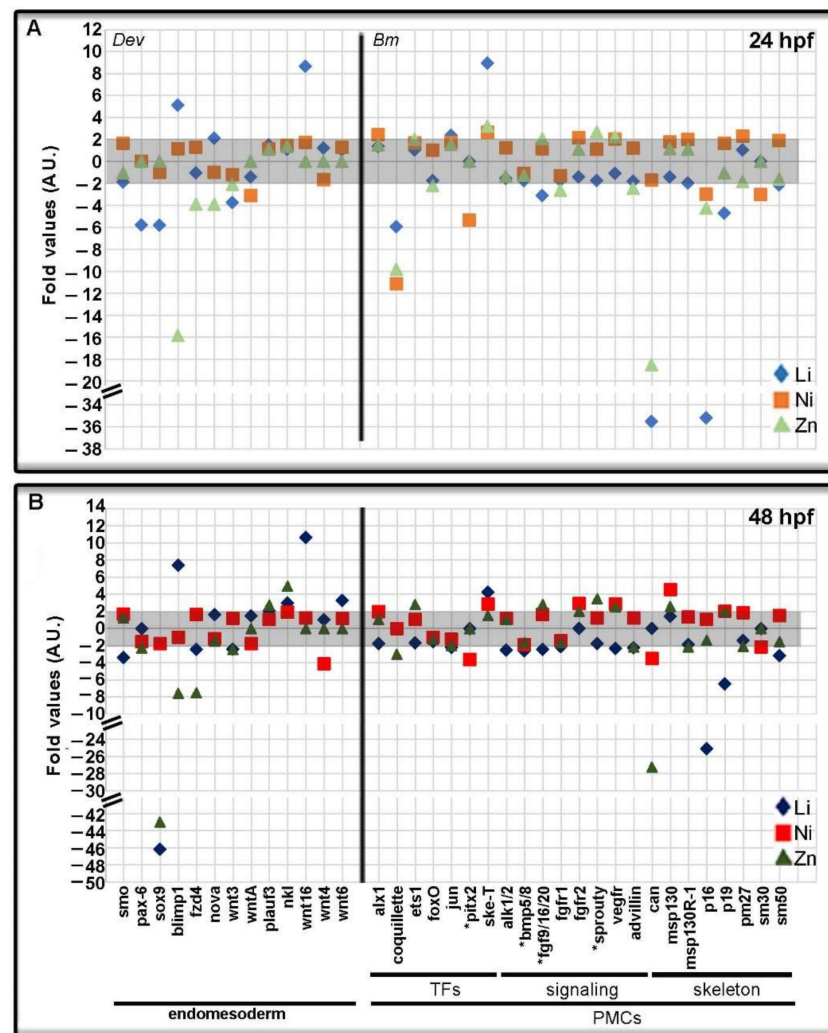 A
Dev
Bm
24 hpf
Fold values (A.U.)
12
10
8
6
4
2
0
– 2
– 4
– 6
– 8
– 10
– 12
– 14
– 16
– 18
– 20
– 34
– 36
– 38
Li
Ni
Zn
B
48 hpf
Fold values (A.U.)
14
12
10
8
6
4
2
0
– 2
– 4
– 6
– 8
– 10
– 24
– 26
– 28
– 30
– 42
– 44
– 46
– 48
– 50
Li
Ni
Zn
smo
pax-6
sox9
blimp1
fzd4
nova
wnt3
wntA
plauf3
nkl
wnt16
wnt4
wnt6
alx1
coquillette
ets1
foxO
jun
*pitx2
ske-T
alk1/2
*bmp5/8
*fgf9/16/20
fgfr1
fgfr2
*sprouty
vegfr
advillin
can
msp130
msp130R-1
p16
p19
pm27
sm30
sm50
TFs
signaling
skeleton
endomesoderm
PMCs